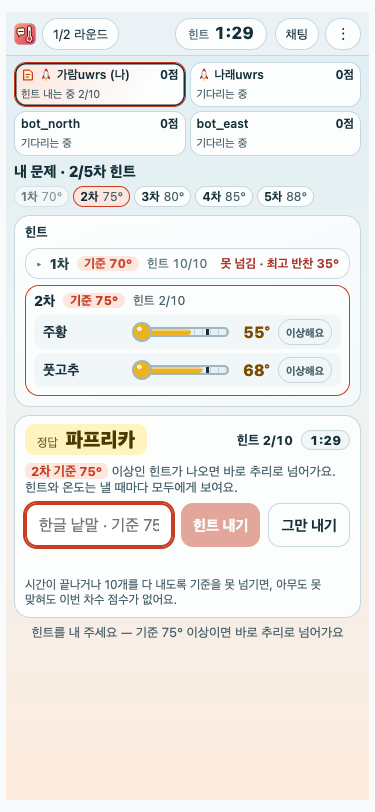 1/2 라운드
힌트 1:29
채팅
가람uwrs (나) 0점
힌트 내는 중 2/10
나래uwrs 0점
기다리는 중
bot_north 0점
기다리는 중
bot_east 0점
기다리는 중
내 문제 · 2/5차 힌트
1차 70°
2차 75°
3차 80°
4차 85°
5차 88°
힌트
1차 기준 70° 힌트 10/10 못 넘김 · 최고 반찬 35°
2차 기준 75° 힌트 2/10
주황 55° 이상해요
풋고추 68° 이상해요
정답 파프리카 힌트 2/10 1:29
2차 기준 75° 이상인 힌트가 나오면 바로 추리로 넘어가요.
힌트와 온도는 낼 때마다 모두에게 보여요.
한글 낱말 · 기준 75
힌트 내기
그만 내기
시간이 끝나거나 10개를 다 내도록 기준을 못 넘기면, 아무도 못
맞혀도 이번 차수 점수가 없어요.
힌트를 내 주세요 — 기준 75° 이상이면 바로 추리로 넘어가요